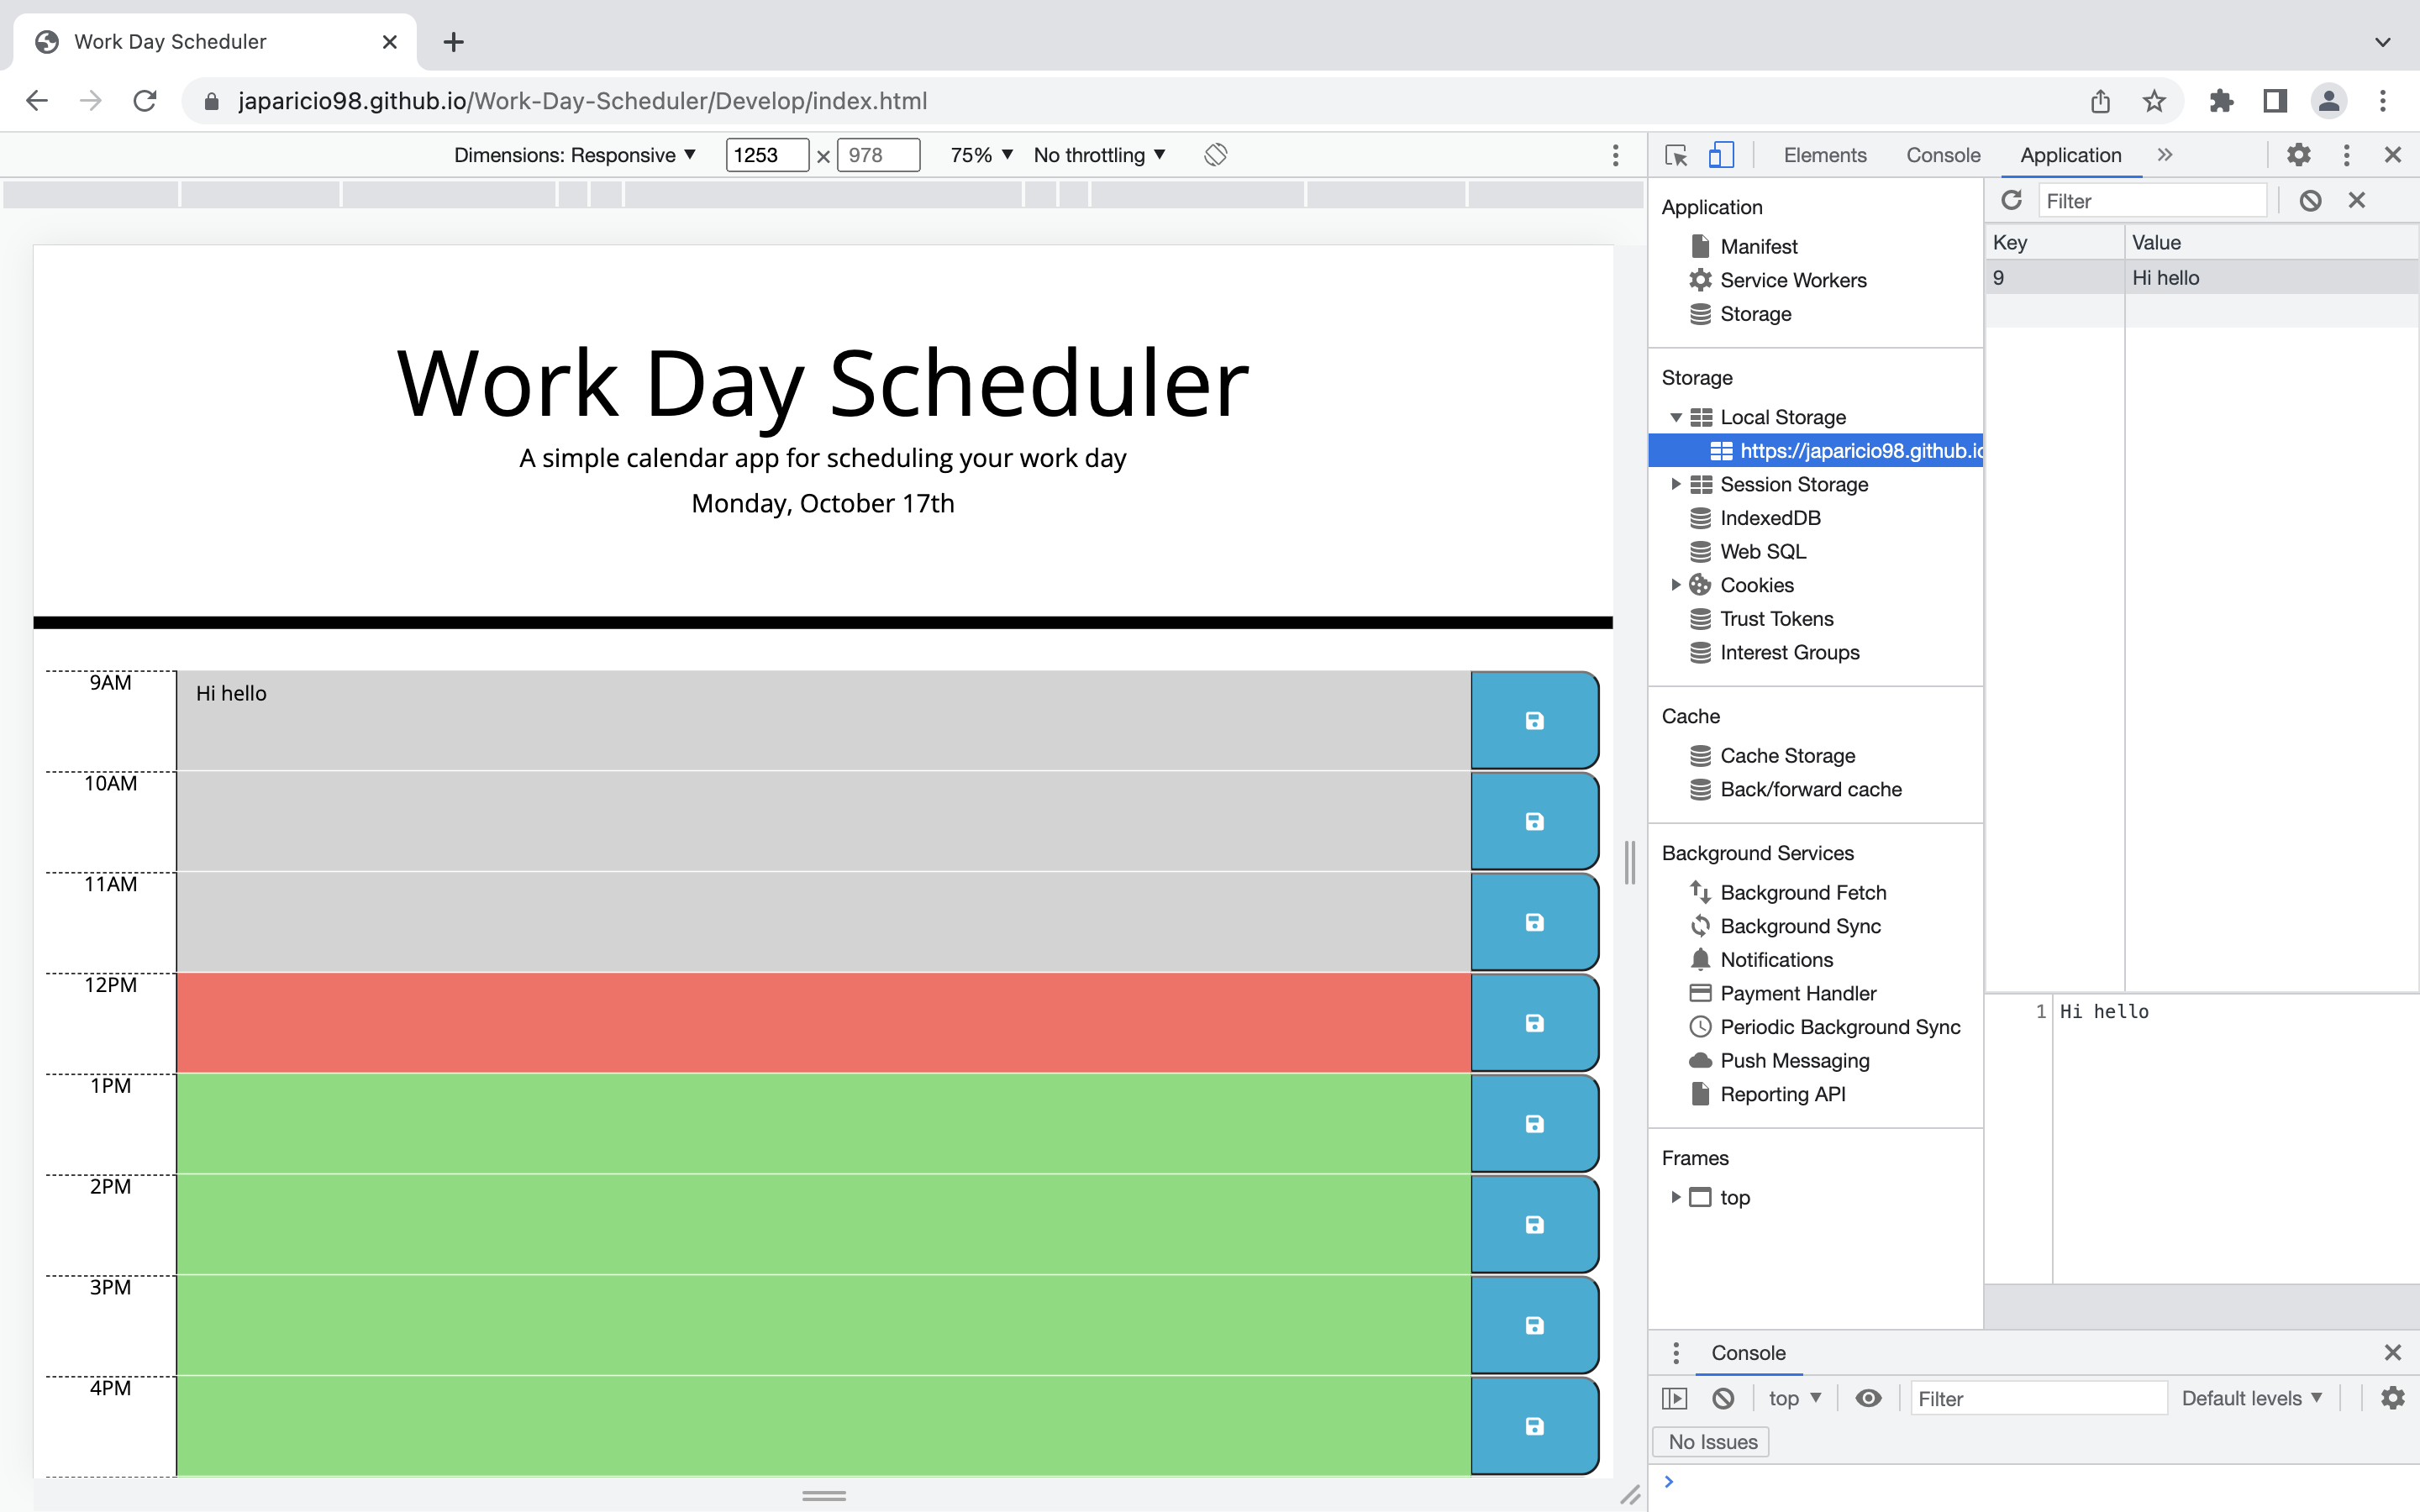 Work Day Scheduler
japaricio98.github.io/Work-Day-Scheduler/Develop/index.html
Dimensions: Responsive ▼ 1253 × 978 75% ▼ No throttling ▼
Work Day Scheduler
A simple calendar app for scheduling your work day
Monday, October 17th
9AM Hi hello
10AM
11AM
12PM
1PM
2PM
3PM
4PM
Elements Console Application
Application
Manifest
Service Workers
Storage
Storage
Local Storage
https://japaricio98.github.io
Session Storage
IndexedDB
Web SQL
Cookies
Trust Tokens
Interest Groups
Cache
Cache Storage
Back/forward cache
Background Services
Background Fetch
Background Sync
Notifications
Payment Handler
Periodic Background Sync
Push Messaging
Reporting API
Frames
top
Filter
Key Value
9 Hi hello
1 Hi hello
Console
top ▼ Filter Default levels ▼
No Issues